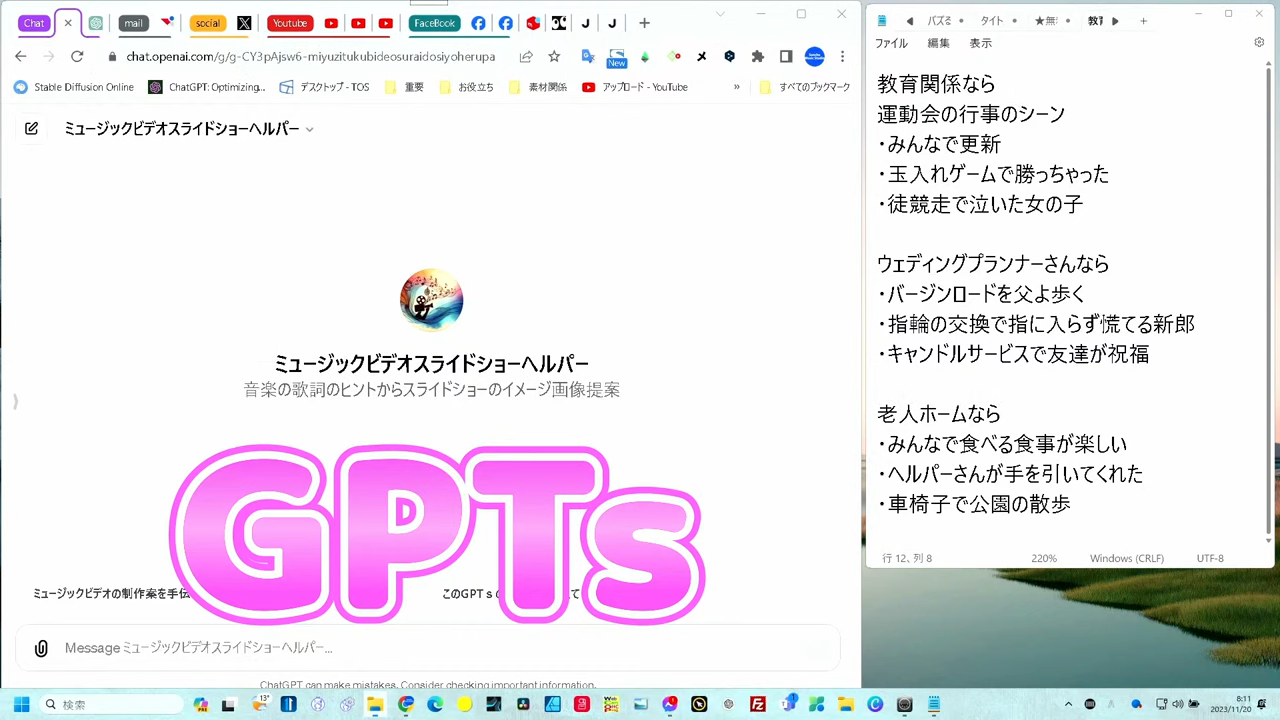 Chat
mail
social
Youtube
FaceBook
chat.openai.com/g/g-CY3pAjsw6-miyuzitukubideosuraidosiyoherupa
New
Stable Diffusion Online
ChatGPT: Optimizing...
デスクトップ - TOS
重要
お役立ち
素材関係
アップロード - YouTube
»
すべてのブックマーク
ミュージックビデオスライドショーヘルパー
ミュージックビデオスライドショーヘルパー
音楽の歌詞のヒントからスライドショーのイメージ画像提案
GPTs
ミュージックビデオの制作案を手伝
このGPTｓの
て
Message ミュージックビデオスライドショーヘルパー...
ChatGPT can make mistakes. Consider checking important information.
バズる
タイト
★無
教育
ファイル 編集 表示
教育関係なら
運動会の行事のシーン
・みんなで更新
・玉入れゲームで勝っちゃった
・徒競走で泣いた女の子
ウェディングプランナーさんなら
・バージンロードを父よ歩く
・指輪の交換で指に入らず慌てる新郎
・キャンドルサービスで友達が祝福
老人ホームなら
・みんなで食べる食事が楽しい
・ヘルパーさんが手を引いてくれた
・車椅子で公園の散歩
行 12、列 8
220%
Windows (CRLF)
UTF-8
検索
13°
8:11
2023/11/20